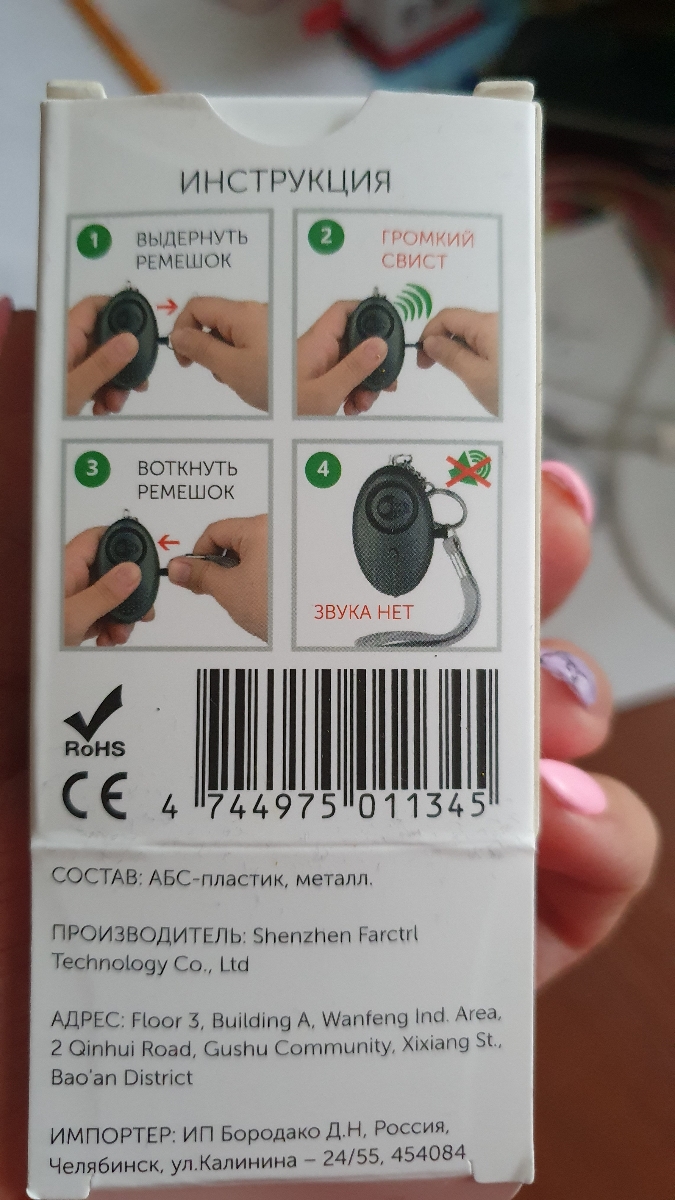 ИНСТРУКЦИЯ
1 ВЫДЕРНУТЬ
РЕМЕШОК
2 ГРОМКИЙ
СВИСТ
3 ВОТКНУТЬ
РЕМЕШОК
4
ЗВУКА НЕТ
RoHS
CE
4 744975 011345
СОСТАВ: АБС-пластик, металл.
ПРОИЗВОДИТЕЛЬ: Shenzhen Farctrl
Technology Co., Ltd
АДРЕС: Floor 3, Building A, Wanfeng Ind. Area,
2 Qinhui Road, Gushu Community, Xixiang St.,
Bao'an District
ИМПОРТЕР: ИП Бородако Д.Н, Россия,
Челябинск, ул.Калинина – 24/55, 454084